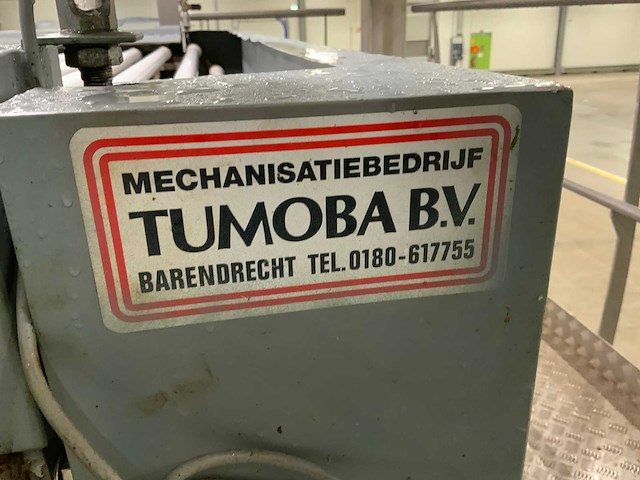 MECHANISATIEBEDRIJF
TUMOBA B.V.
BARENDRECHT TEL. 0180-617755